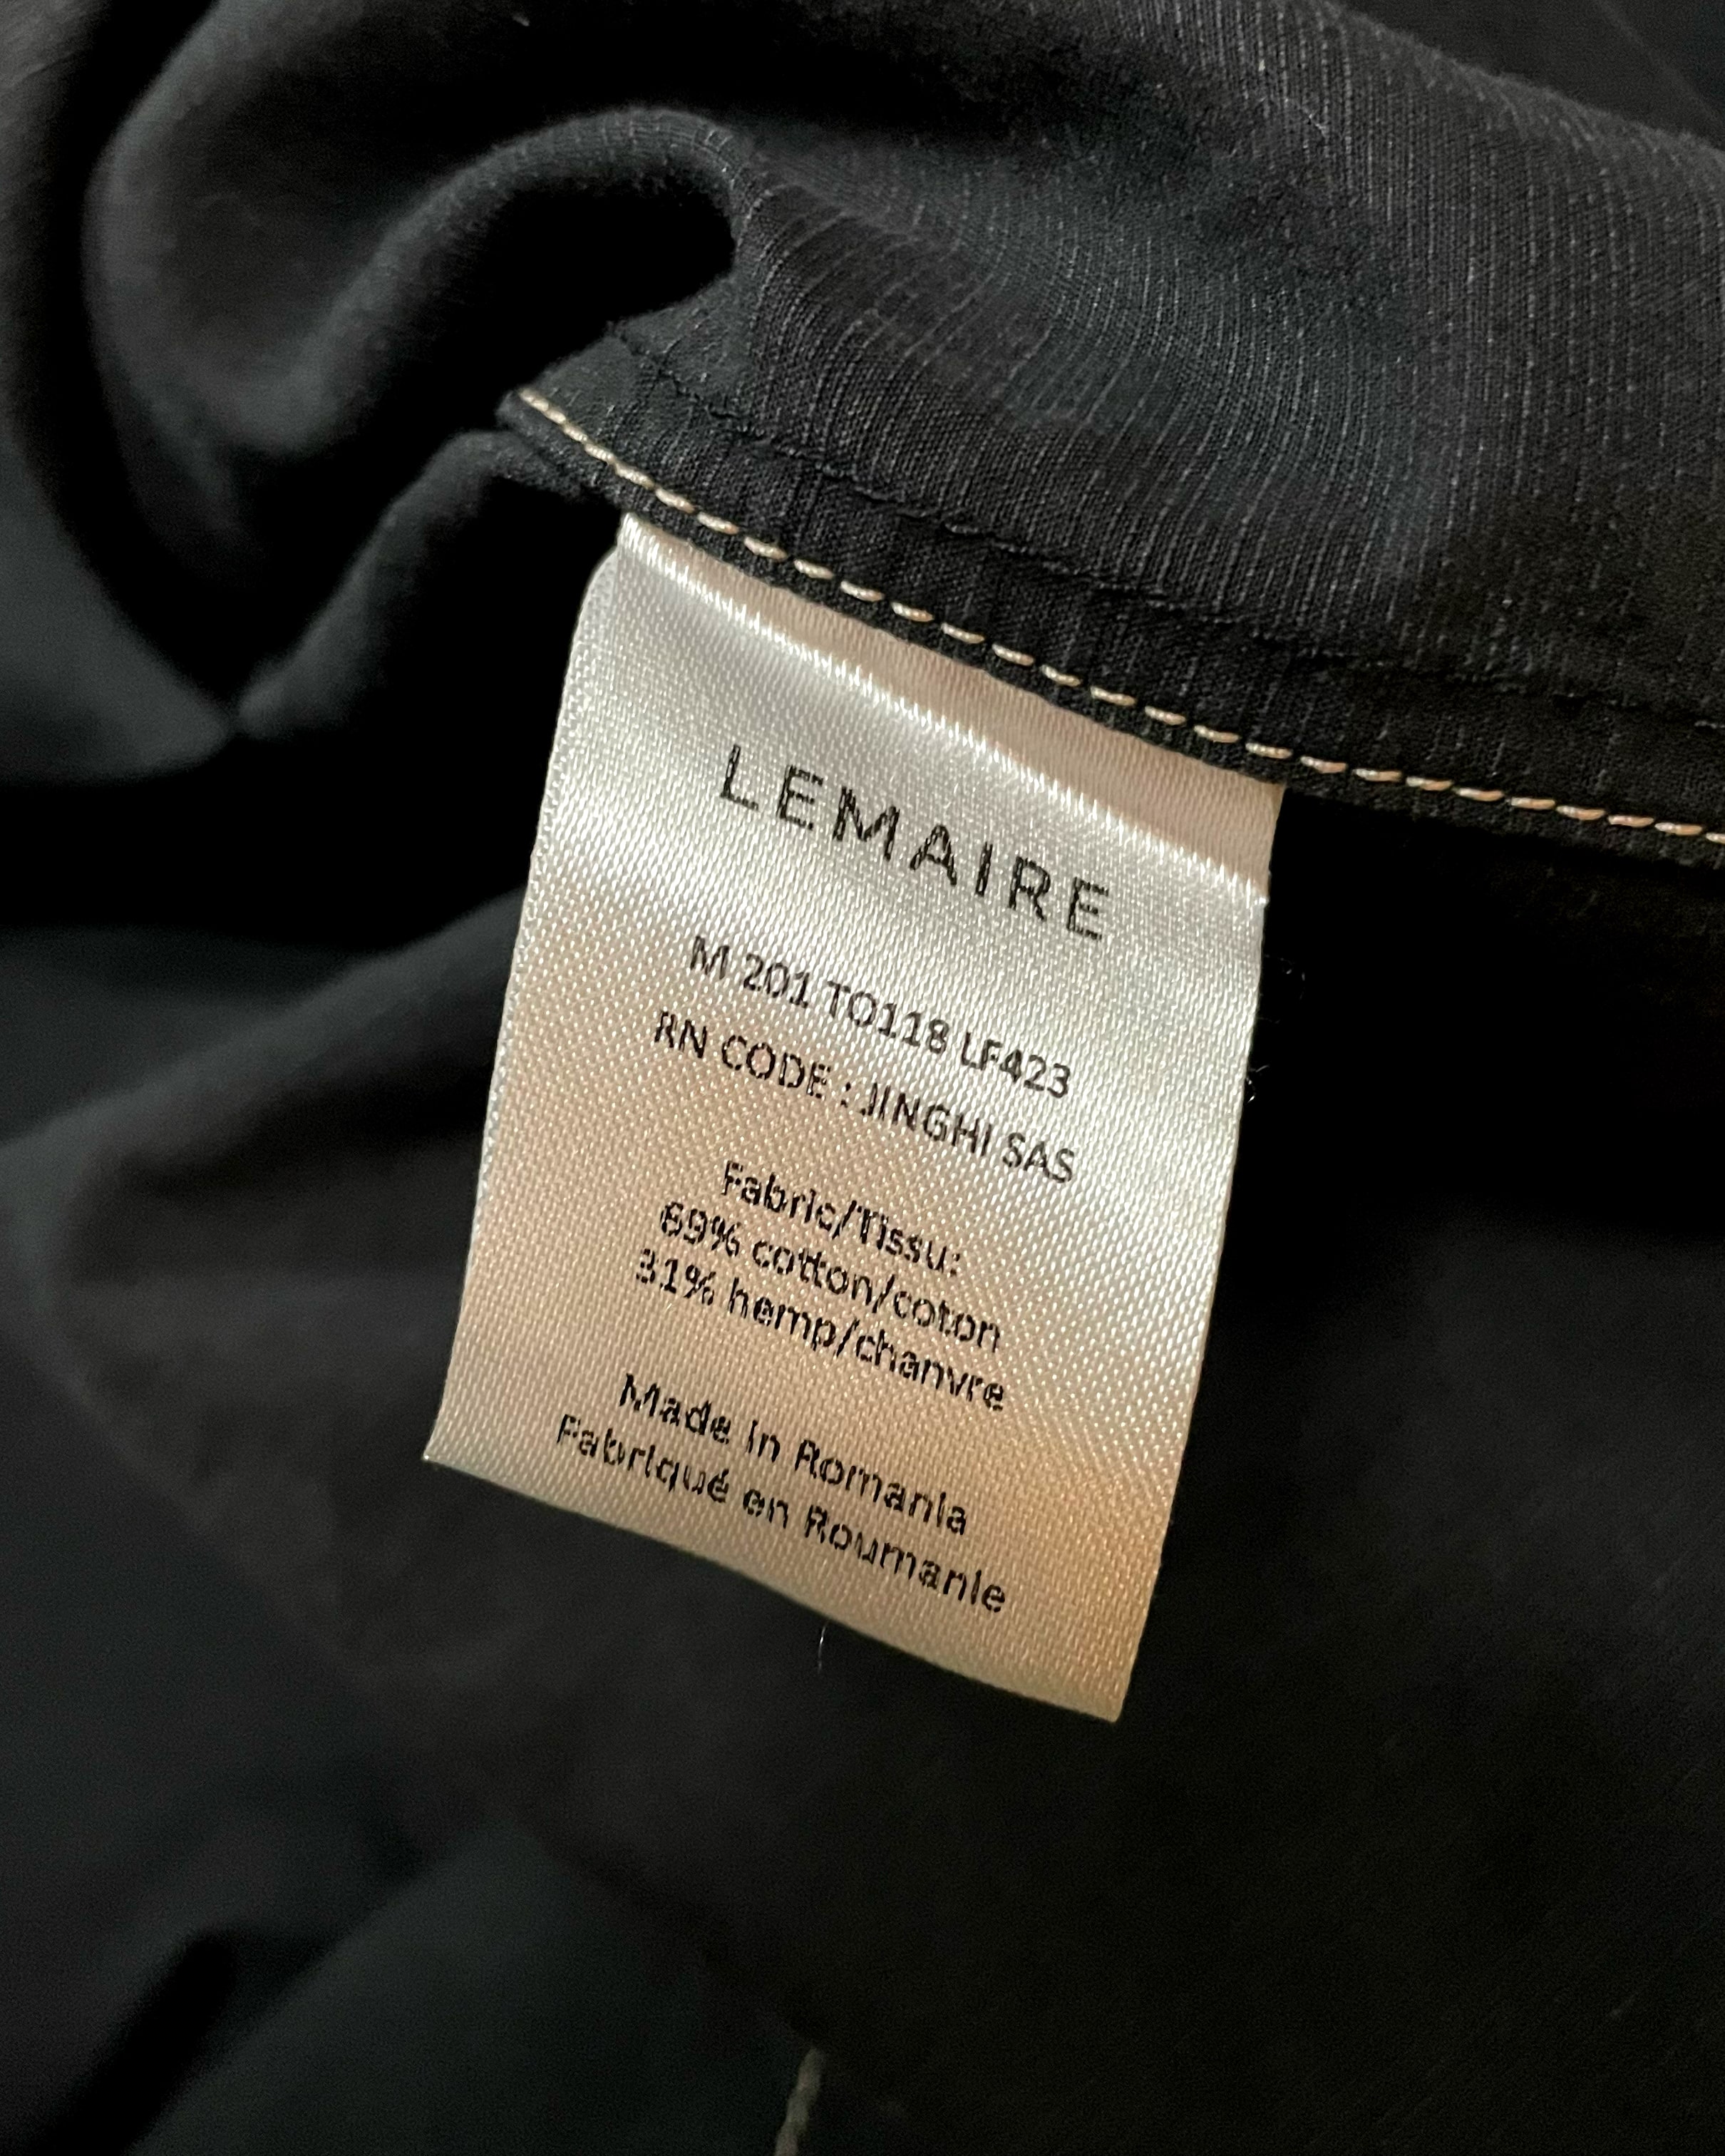 LEMAIRE
M 201 TO118 LF423
RN CODE : JINGHI SAS
Fabric/Tissu:
69% cotton/coton
31% hemp/chanvre
Made in Romania
Fabriqué en Roumanie